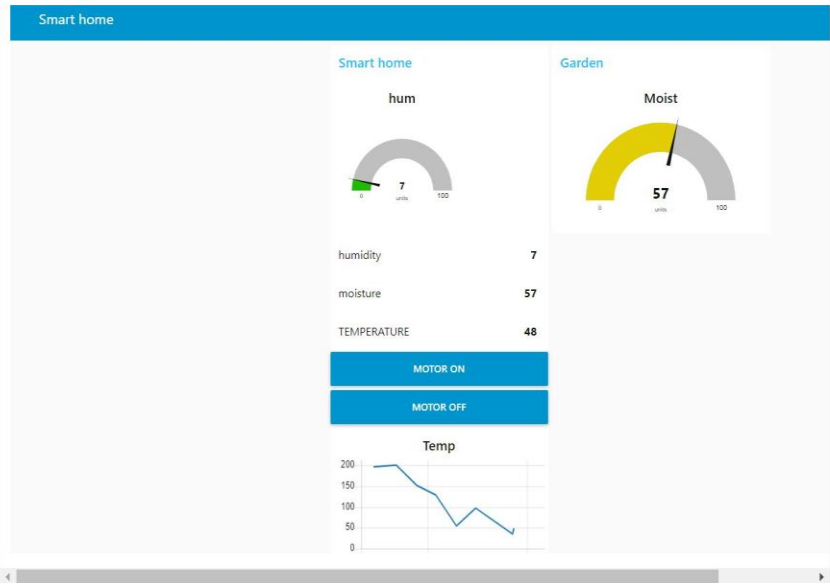 Smart home
Smart home
hum
7
units
0
100
humidity 7
moisture 57
TEMPERATURE 48
MOTOR ON
MOTOR OFF
Temp
200
150
100
50
0
Garden
Moist
57
units
0
100